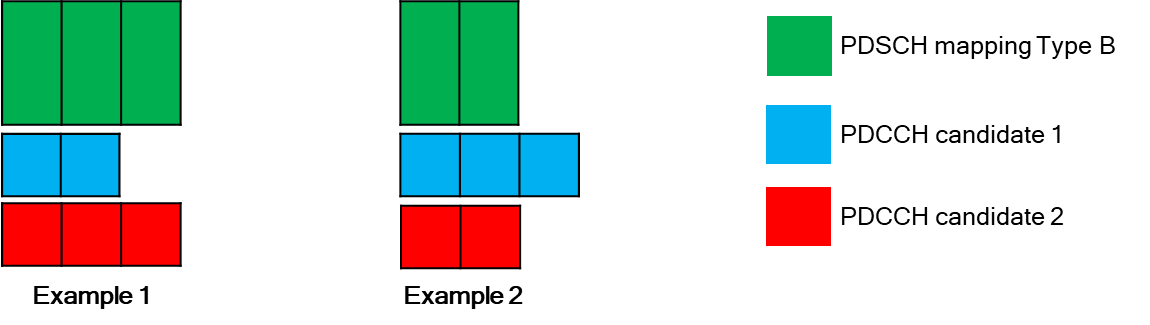 PDSCH mapping Type B
PDCCH candidate 1
PDCCH candidate 2
Example 1
Example 2